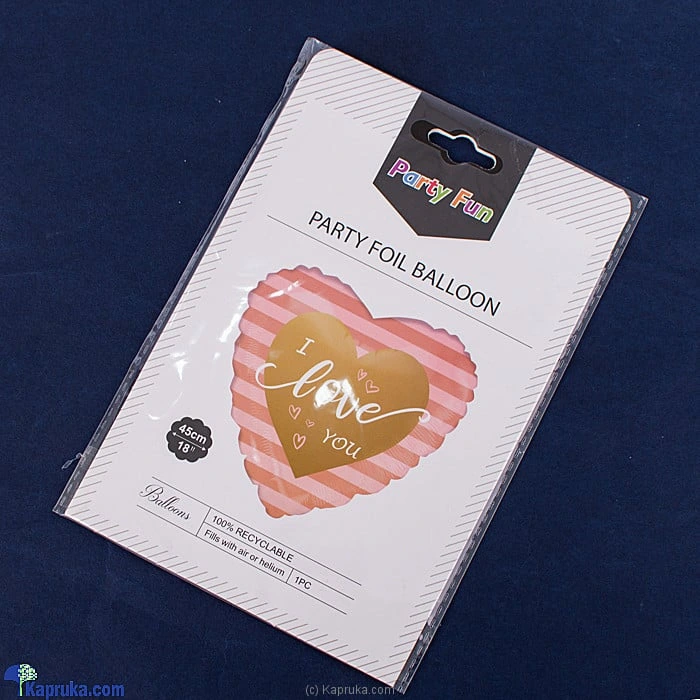 Party Fun
PARTY FOIL BALLOON
I
love
YOU
45cm
18"
Balloons
100% RECYCLABLE
Fills with air or helium
1PC
Kapruka.com
(c) Kapruka.com